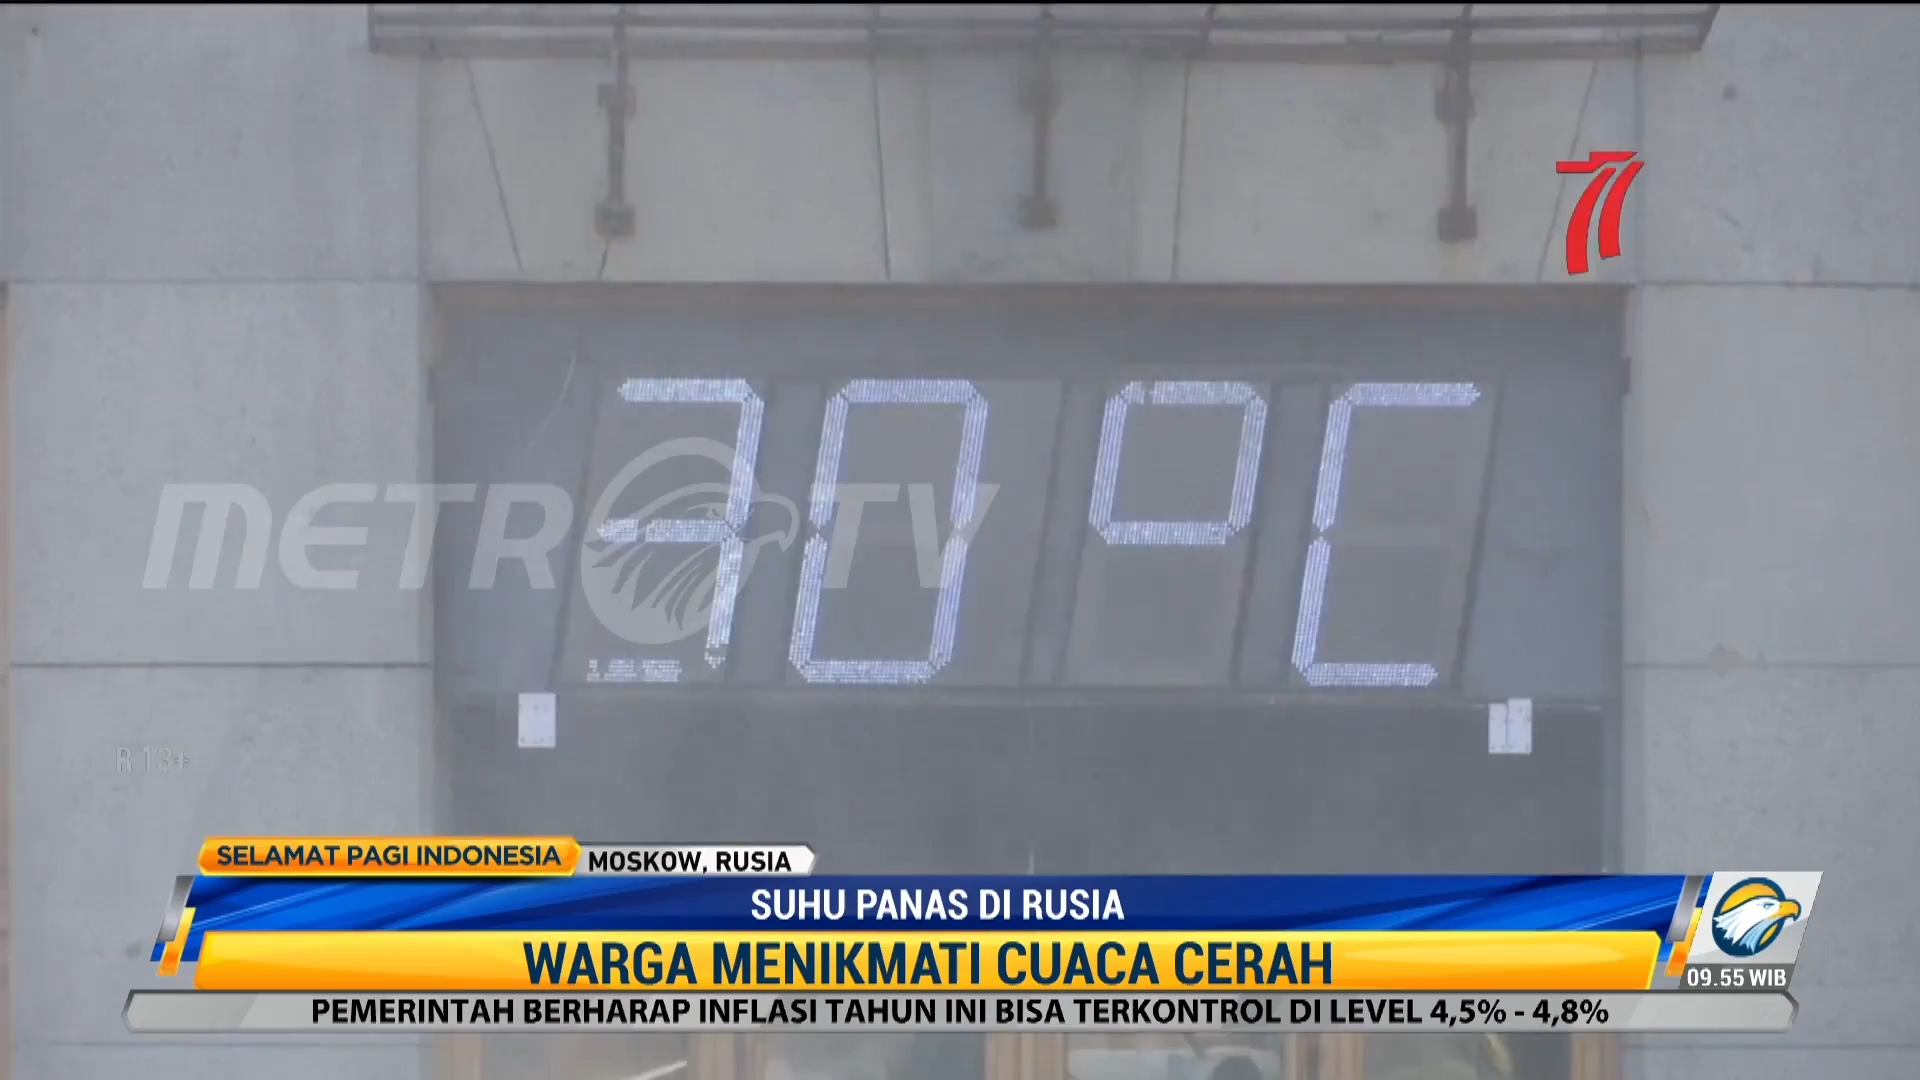 77
30°C
METRO TV
R 13+
SELAMAT PAGI INDONESIA
MOSKOW, RUSIA
SUHU PANAS DI RUSIA
WARGA MENIKMATI CUACA CERAH
09.55 WIB
PEMERINTAH BERHARAP INFLASI TAHUN INI BISA TERKONTROL DI LEVEL 4,5% - 4,8%